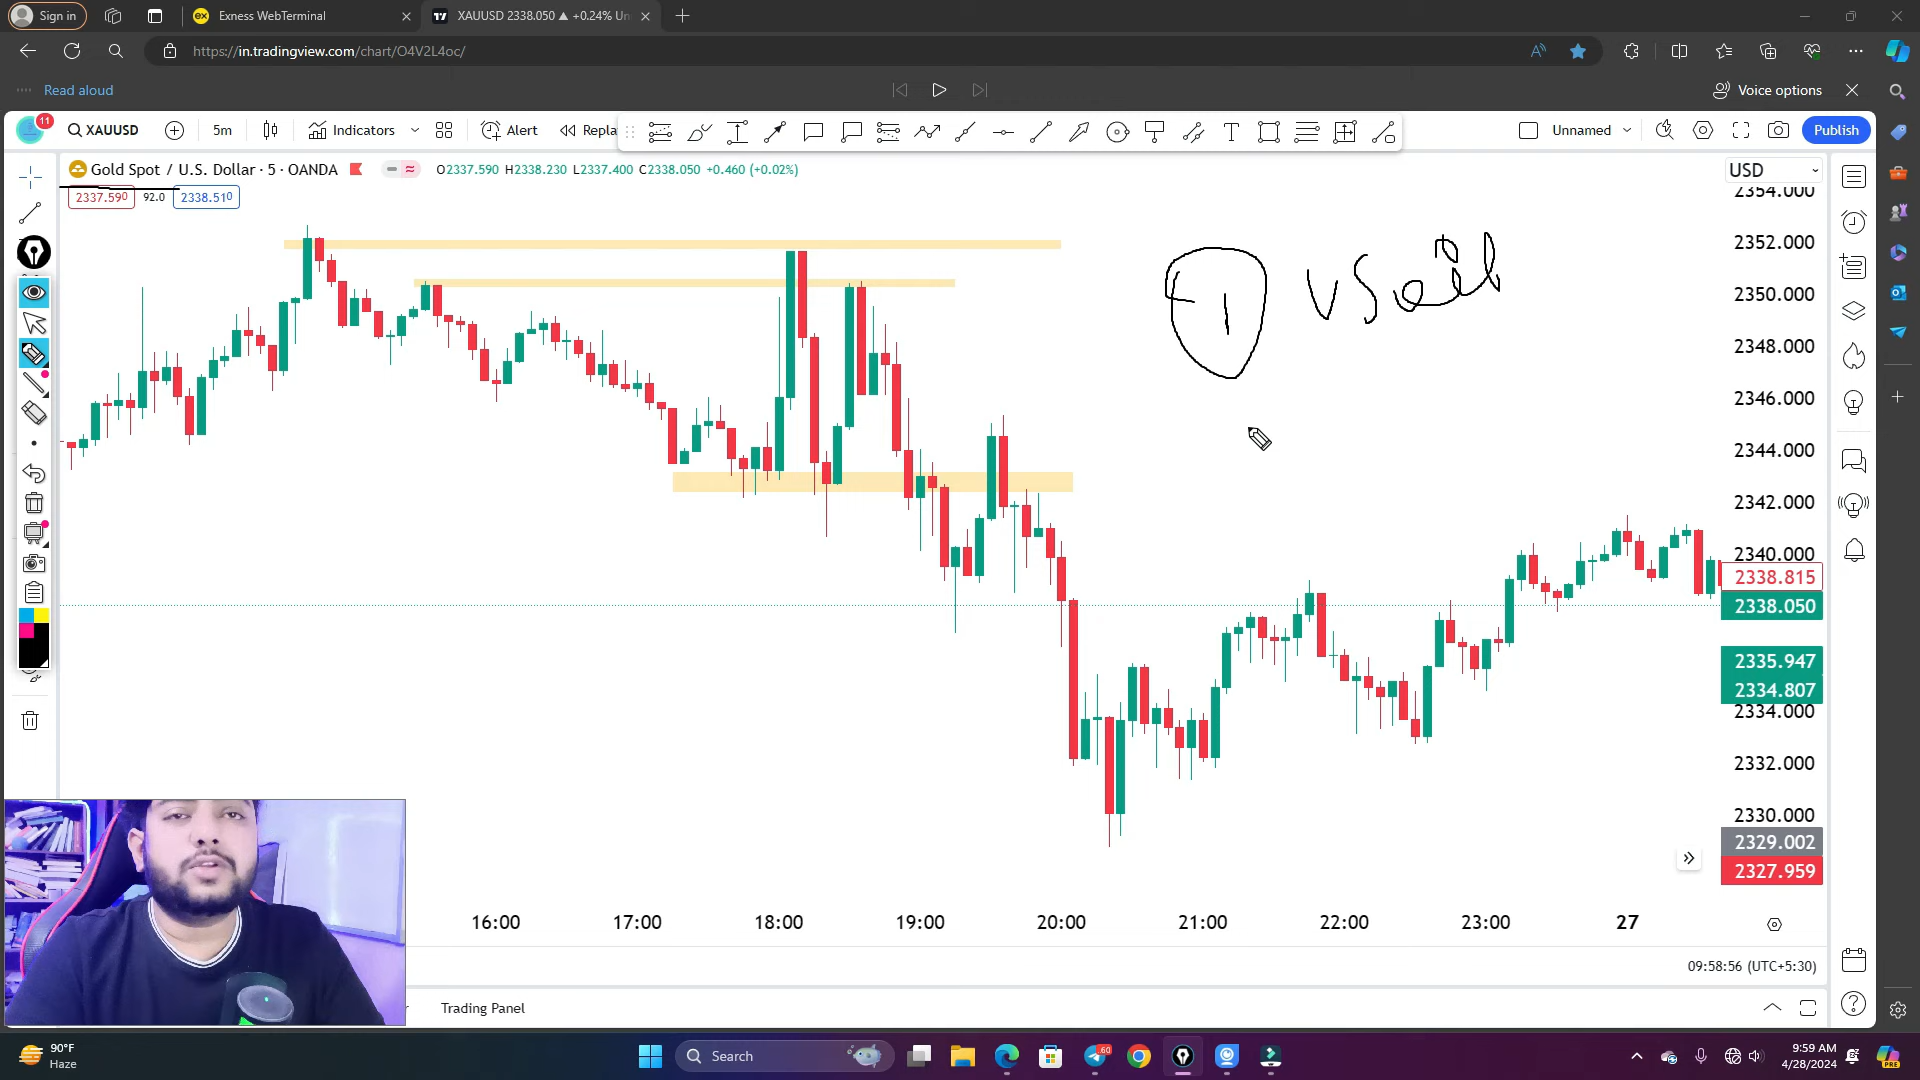 Sign in
Exness WebTerminal
XAUUSD 2338.050 ▲ +0.24% Un
https://in.tradingview.com/chart/O4V2L4oc/
Read aloud
Voice options
11
XAUUSD
5m
Indicators
Alert
Repla
Unnamed
Publish
Gold Spot / U.S. Dollar · 5 · OANDA
O2337.590 H2338.230 L2337.400 C2338.050 +0.460 (+0.02%)
USD
2337.590
92.0
2338.510
2354.000
2352.000
2350.000
2348.000
2346.000
2344.000
2342.000
2340.000
2338.815
2338.050
2335.947
2334.807
2334.000
2332.000
2330.000
2329.002
2327.959
1
16:00 17:00 18:00 19:00 20:00 21:00 22:00 23:00 27
09:58:56 (UTC+5:30)
Trading Panel
90°F
Haze
Search
60
9:59 AM
4/28/2024
PRE